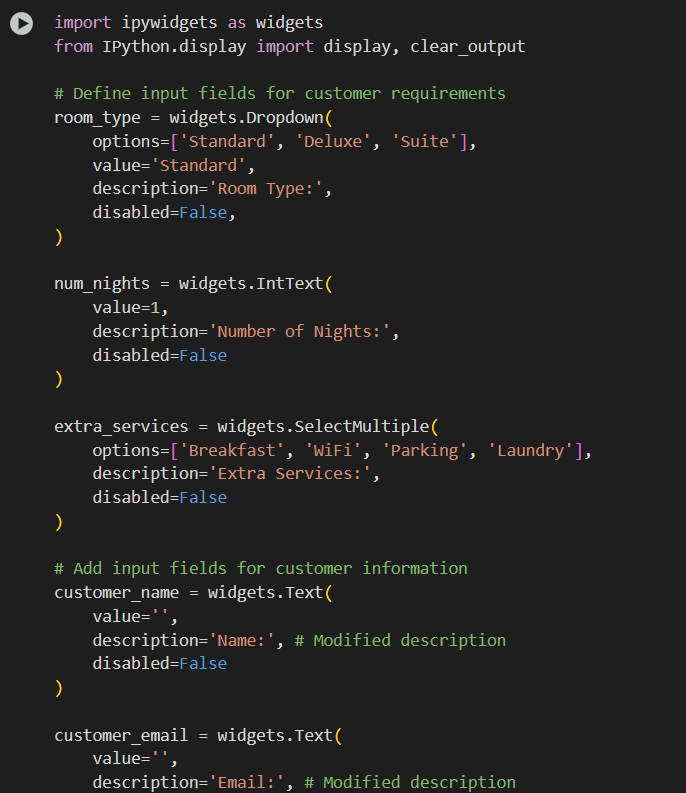 import ipywidgets as widgets
from IPython.display import display, clear_output

# Define input fields for customer requirements
room_type = widgets.Dropdown(
    options=['Standard', 'Deluxe', 'Suite'],
    value='Standard',
    description='Room Type:',
    disabled=False,
)

num_nights = widgets.IntText(
    value=1,
    description='Number of Nights:',
    disabled=False
)

extra_services = widgets.SelectMultiple(
    options=['Breakfast', 'WiFi', 'Parking', 'Laundry'],
    description='Extra Services:',
    disabled=False
)

# Add input fields for customer information
customer_name = widgets.Text(
    value='',
    description='Name:', # Modified description
    disabled=False
)

customer_email = widgets.Text(
    value='',
    description='Email:', # Modified description